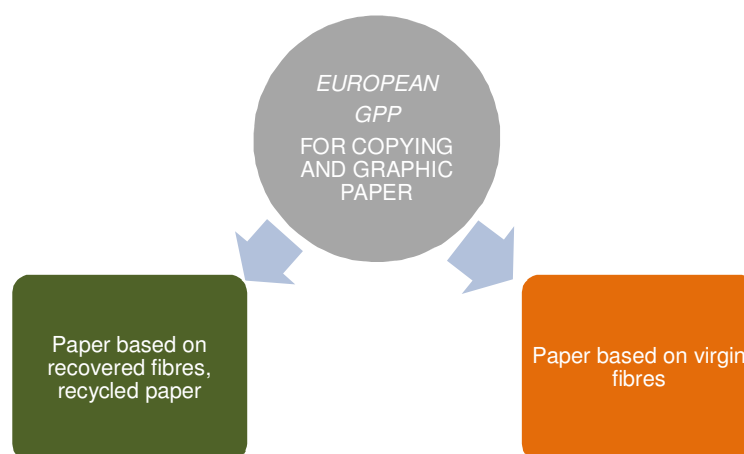 EUROPEAN
GPP
FOR COPYING
AND GRAPHIC
PAPER
Paper based on
recovered fibres,
recycled paper
Paper based on virgin
fibres